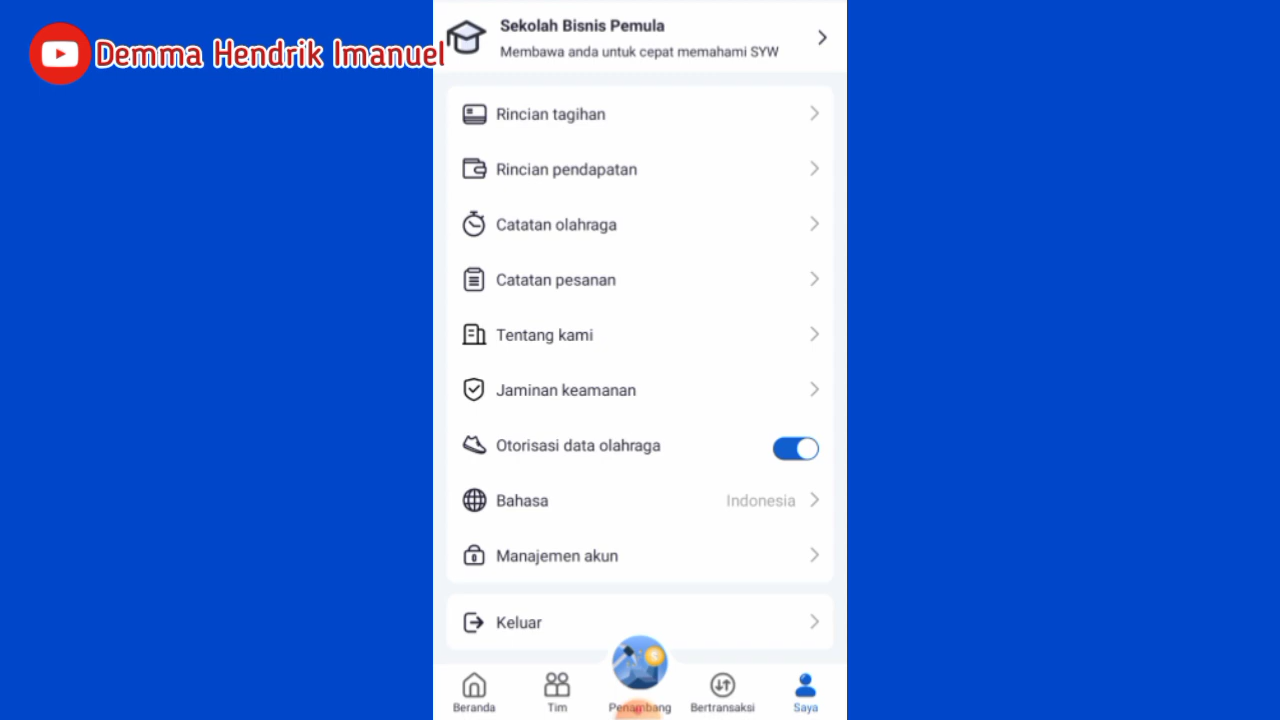 Demma Hendrik Imanuel
Sekolah Bisnis Pemula
Membawa anda untuk cepat memahami SYW
Rincian tagihan
Rincian pendapatan
Catatan olahraga
Catatan pesanan
Tentang kami
Jaminan keamanan
Otorisasi data olahraga
Bahasa Indonesia
Manajemen akun
Keluar
Beranda Tim Penambang Bertransaksi Saya